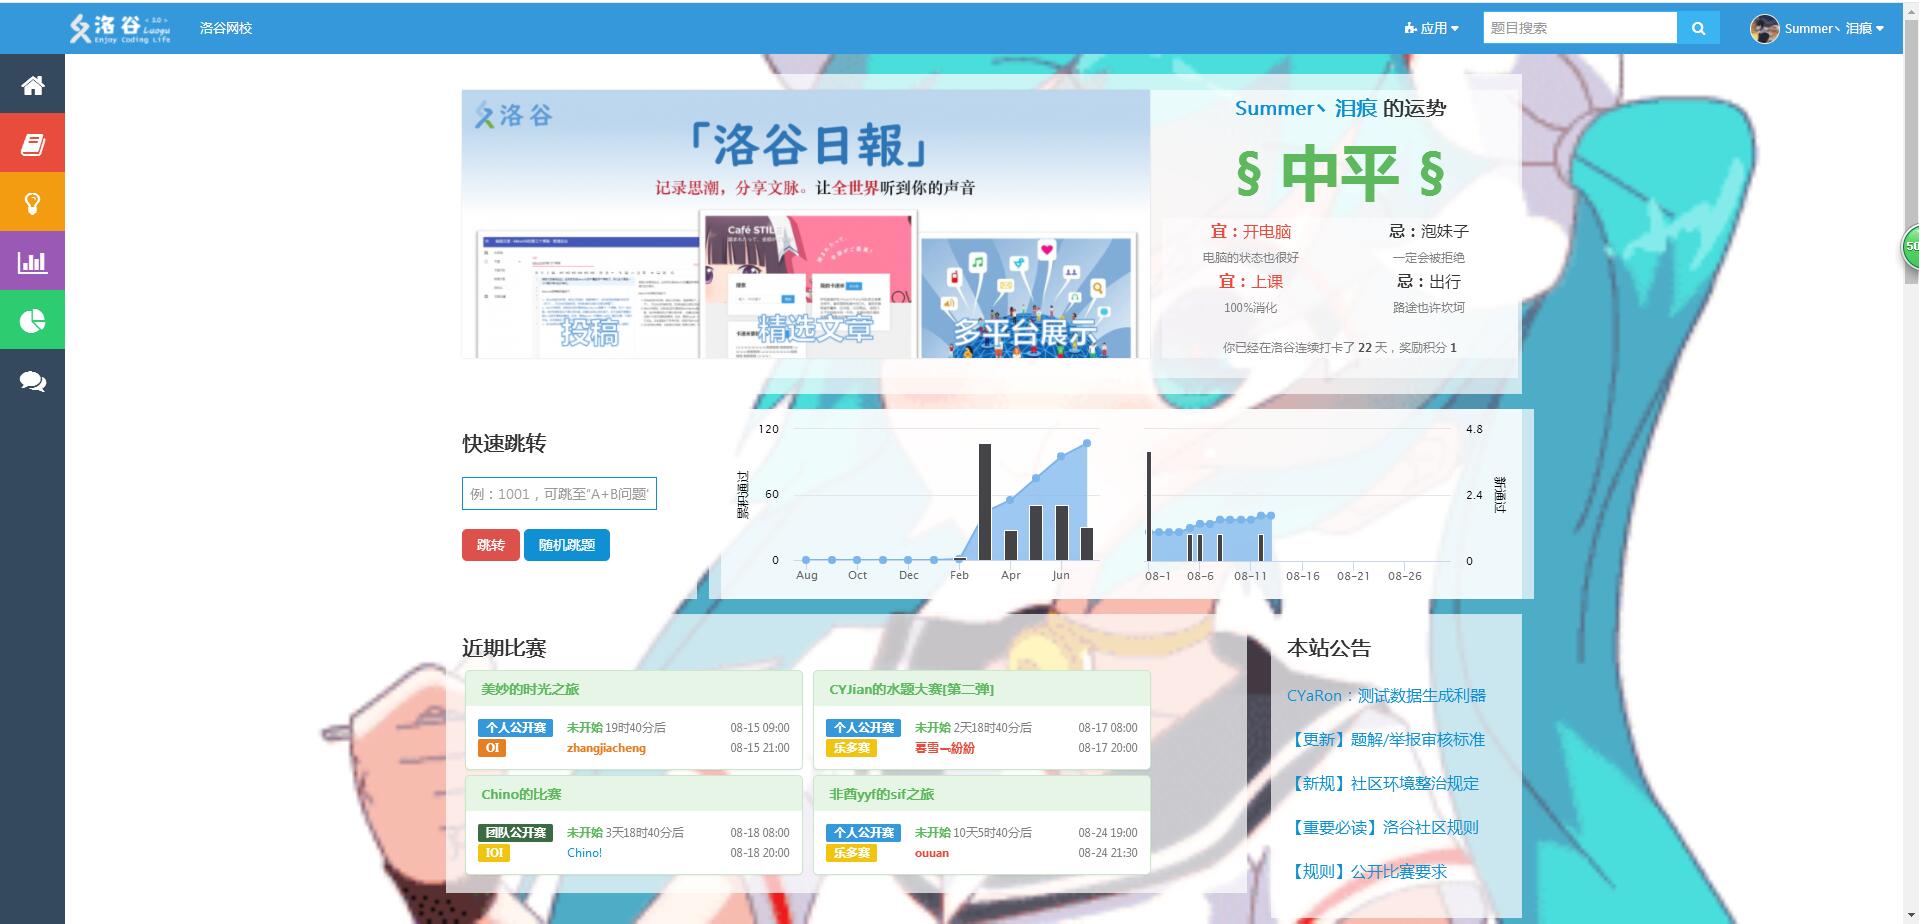 洛谷 <3.0> Luogu
Enjoy Coding Life
洛谷网校
应用
题目搜索
Summer丶泪痕
50
洛谷
「洛谷日報」
记录思潮，分享文脉。让全世界听到你的声音
Café STILE
投稿
精选文章
多平台展示
Summer丶泪痕 的运势
§ 中平 §
宜：开电脑
忌：泡妹子
电脑的状态也很好
一定会被拒绝
宜：上课
忌：出行
100%消化
路途也许坎坷
你已经在洛谷连续打卡了 22 天，奖励积分 1
快速跳转
例：1001，可跳至"A+B问题"
跳转
随机跳题
累积通过
120
60
0
Aug Oct Dec Feb Apr Jun
08-1 08-6 08-11 08-16 08-21 08-26
4.8
2.4
0
新通过
近期比赛
美妙的时光之旅
个人公开赛 未开始 19时40分后 08-15 09:00
OI zhangjiacheng 08-15 21:00
CYJian的水题大赛[第二弹]
个人公开赛 未开始 2天18时40分后 08-17 08:00
乐多赛 08-17 20:00
Chino的比赛
团队公开赛 未开始 3天18时40分后 08-18 08:00
IOI Chino! 08-18 20:00
非酋yyf的sif之旅
个人公开赛 未开始 10天5时40分后 08-24 19:00
乐多赛 ouuan 08-24 21:30
本站公告
CYaRon：测试数据生成利器
【更新】题解/举报审核标准
【新规】社区环境整治规定
【重要必读】洛谷社区规则
【规则】公开比赛要求